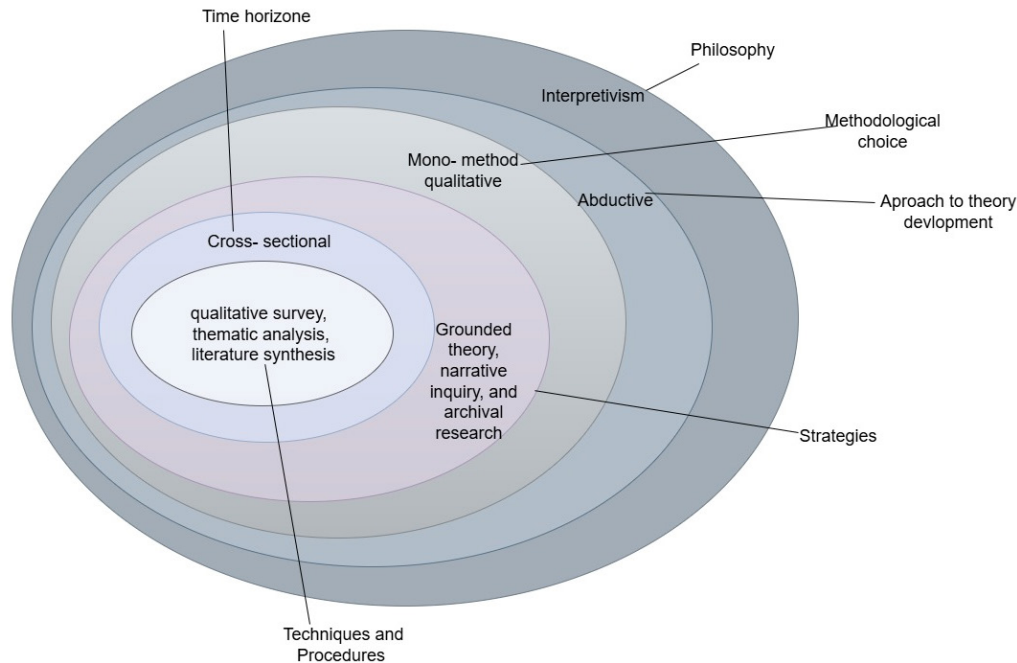 Time horizone
Philosophy
Interpretivism
Methodological
choice
Mono- method
qualitative
Abductive
Aproach to theory
devlopment
Cross- sectional
qualitative survey,
thematic analysis,
literature synthesis
Grounded
theory,
narrative
inquiry, and
archival
research
Strategies
Techniques and
Procedures